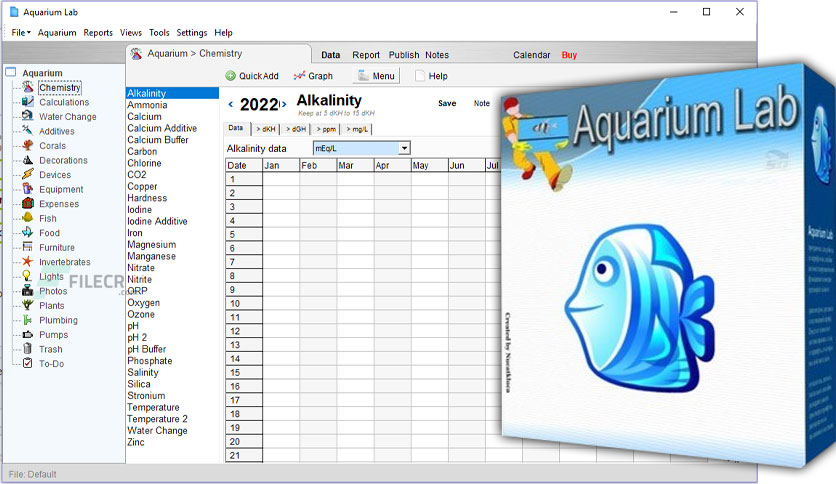 Aquarium Lab
File Aquarium Reports Views Tools Settings Help
Aquarium
Chemistry
Calculations
Water Change
Additives
Corals
Decorations
Devices
Equipment
Expenses
Fish
Food
Furniture
Invertebrates
Lights
Photos
Plants
Plumbing
Pumps
Trash
To-Do
FILECR
.com
Aquarium > Chemistry
Data Report Publish Notes Calendar Buy
Quick Add Graph Menu Help
Alkalinity
Ammonia
Calcium
Calcium Additive
Calcium Buffer
Carbon
Chlorine
CO2
Copper
Hardness
Iodine
Iodine Additive
Iron
Magnesium
Manganese
Nitrate
Nitrite
ORP
Oxygen
Ozone
pH
pH 2
pH Buffer
Phosphate
Salinity
Silica
Stronium
Temperature
Temperature 2
Water Change
Zinc
‹ 2022 › Alkalinity Save Note
Keep at 5 dKH to 15 dKH
Data > dKH > dGH > ppm > mg/L
Alkalinity data mEq/L
Date Jan Feb Mar Apr May Jun Jul
1
2
3
4
5
6
7
8
9
10
11
12
13
14
15
16
17
18
19
20
21
File: Default
Aquarium Lab
Created by Nuceatkluca
Aquarium Lab